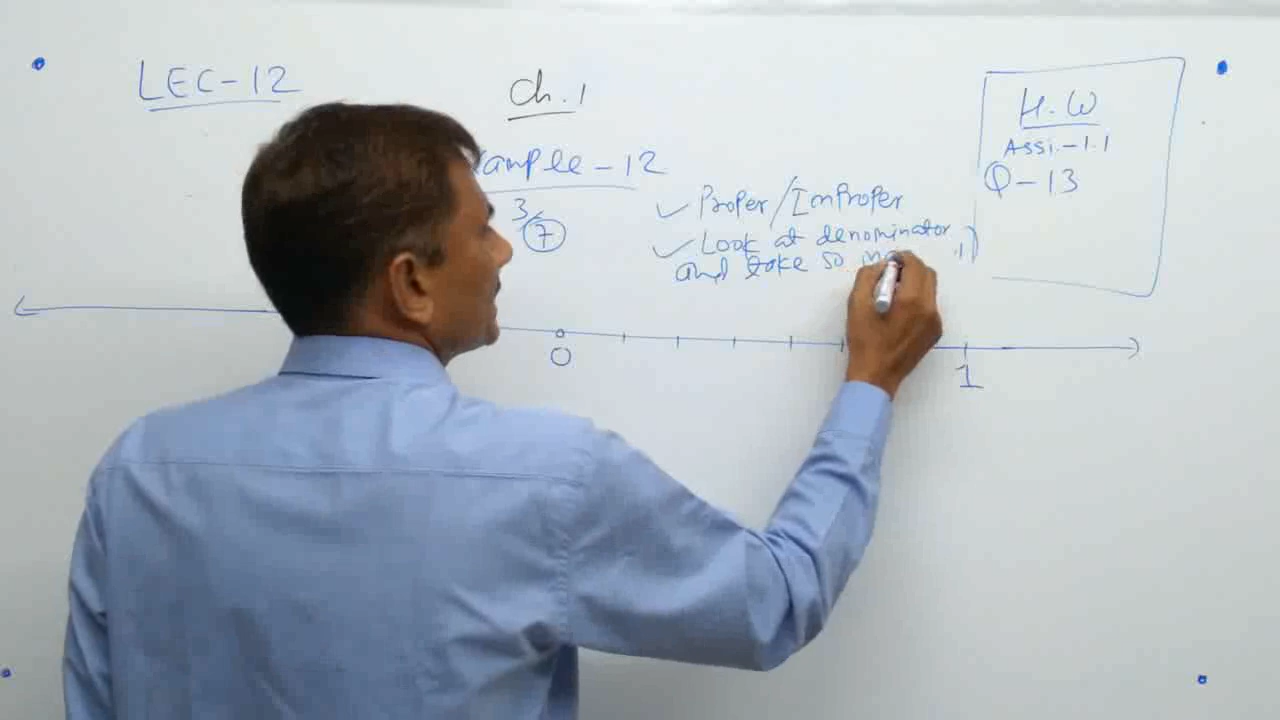 LEC-12
Ch.1
H.W
Assi.-1.1
Q-13
xample-12
3/7
✓ Proper/Improper
✓ Look at denominator
and take so
0
1